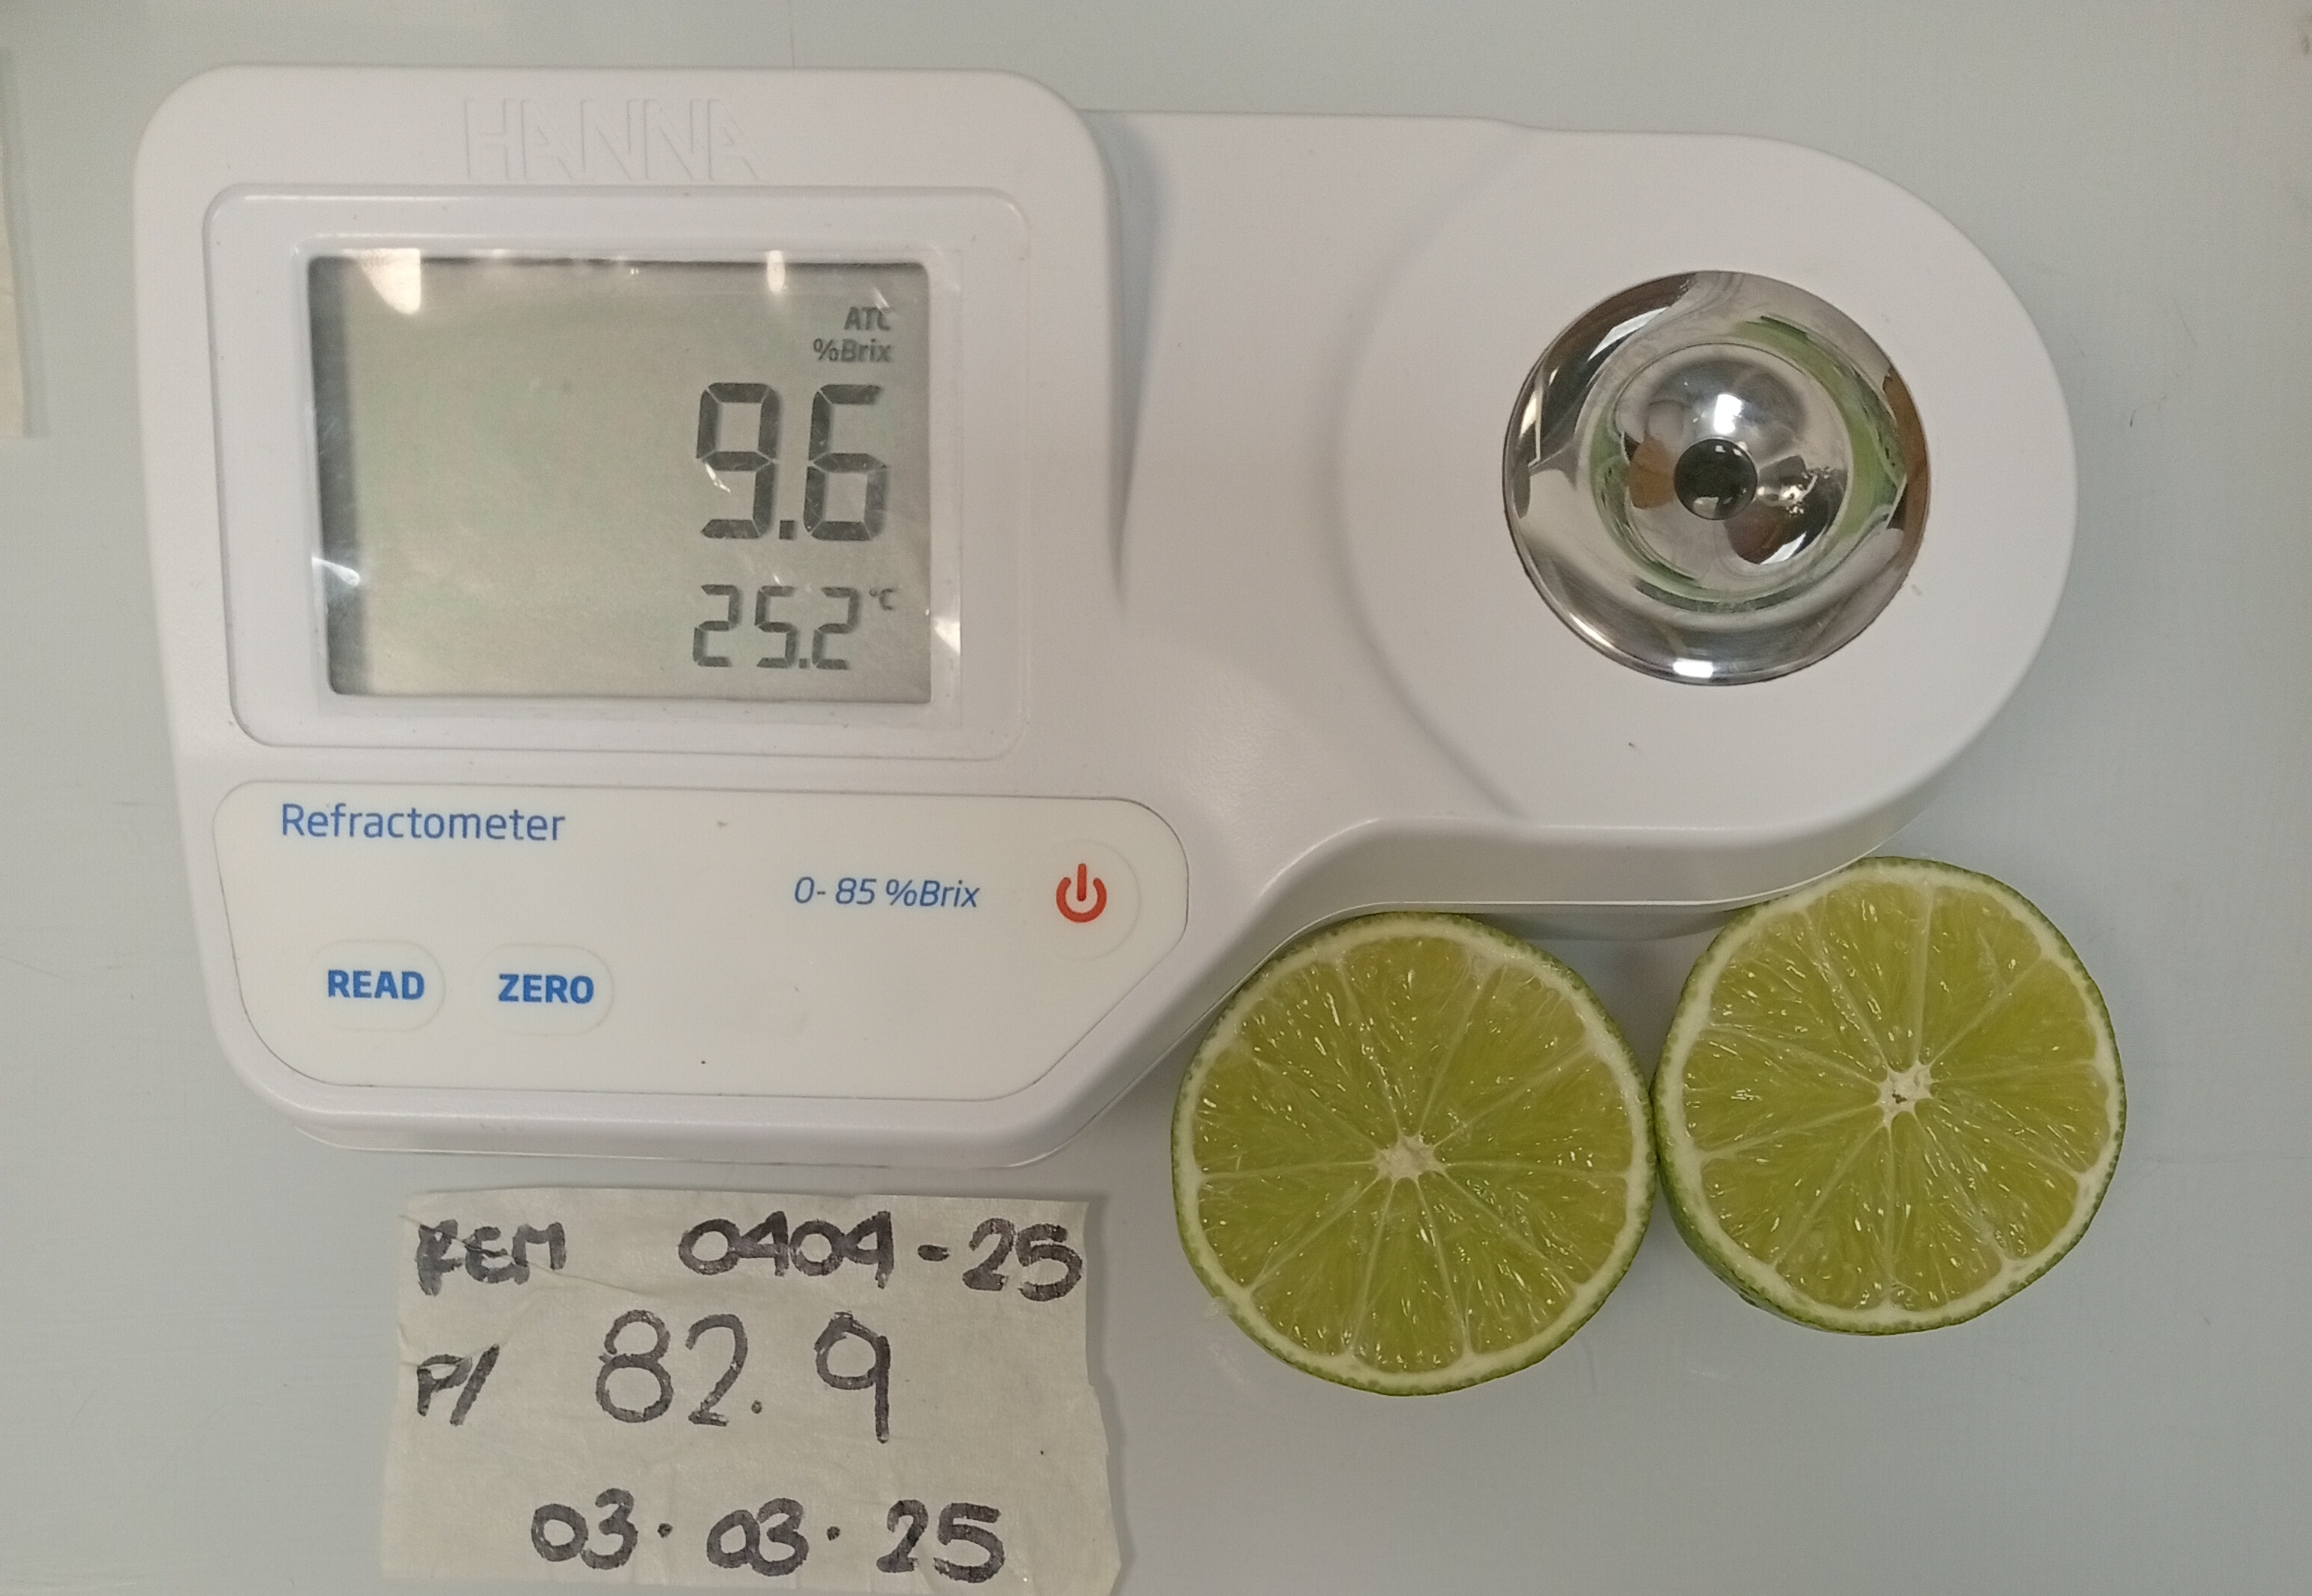 HANNA
ATC
%Brix
9.6
25.2°C
Refractometer
0-85 %Brix
READ ZERO
REM 0404-25
P/ 82.9
03.03.25